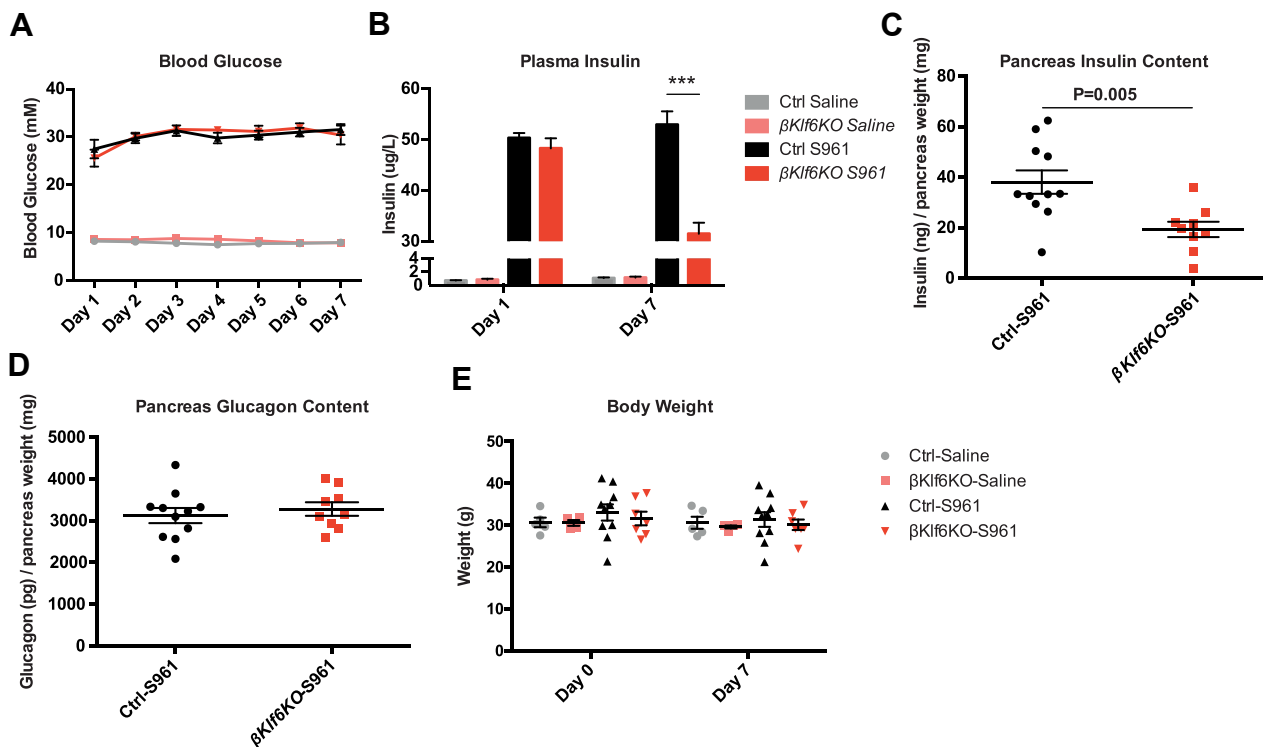 A
Blood Glucose
Blood Glucose (mM)
40
30
20
10
0
Day 1
Day 2
Day 3
Day 4
Day 5
Day 6
Day 7
B
Plasma Insulin
Insulin (ug/L)
60
50
40
30
4
2
0
***
Day 1
Day 7
Ctrl Saline
βKlf6KO Saline
Ctrl S961
βKlf6KO S961
C
Pancreas Insulin Content
Insulin (ng) / pancreas weight (mg)
80
60
40
20
0
P=0.005
Ctrl-S961
βKlf6KO-S961
D
Pancreas Glucagon Content
Glucagon (pg) / pancreas weight (mg)
5000
4000
3000
2000
1000
0
Ctrl-S961
βKlf6KO-S961
E
Body Weight
Weight (g)
50
40
30
20
10
0
Day 0
Day 7
Ctrl-Saline
βKlf6KO-Saline
Ctrl-S961
βKlf6KO-S961